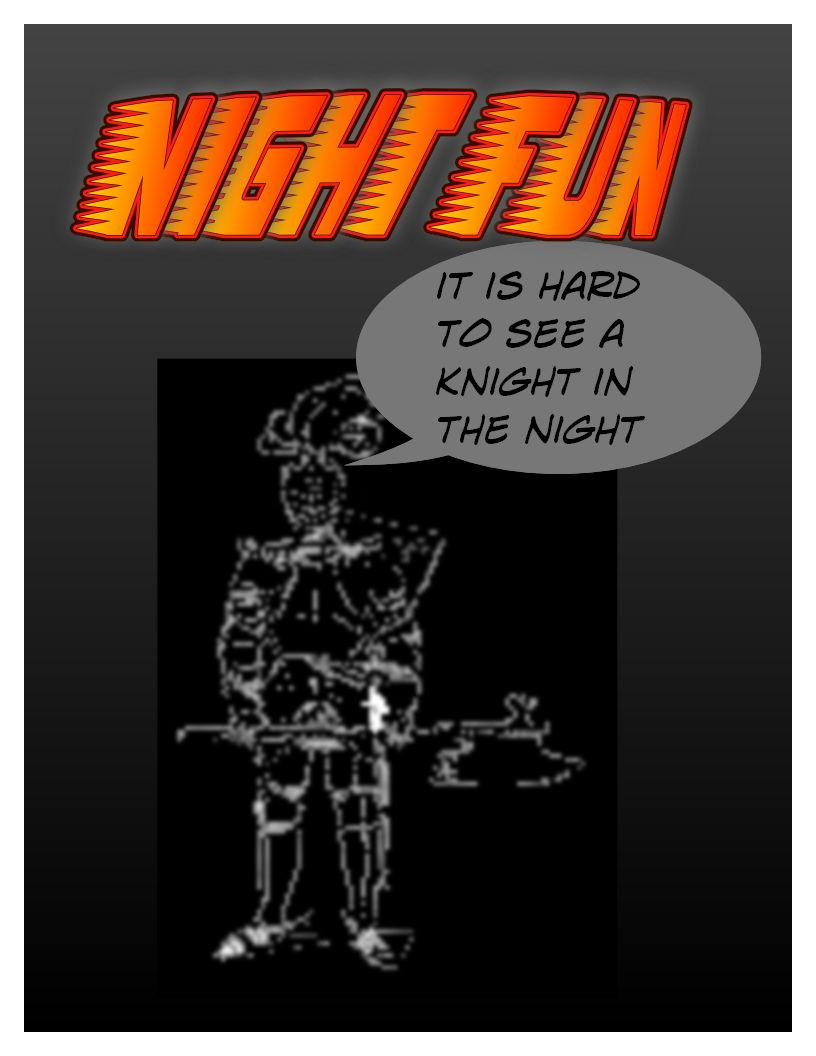 NIGHT FUN
IT IS HARD
TO SEE A
KNIGHT IN
THE NIGHT